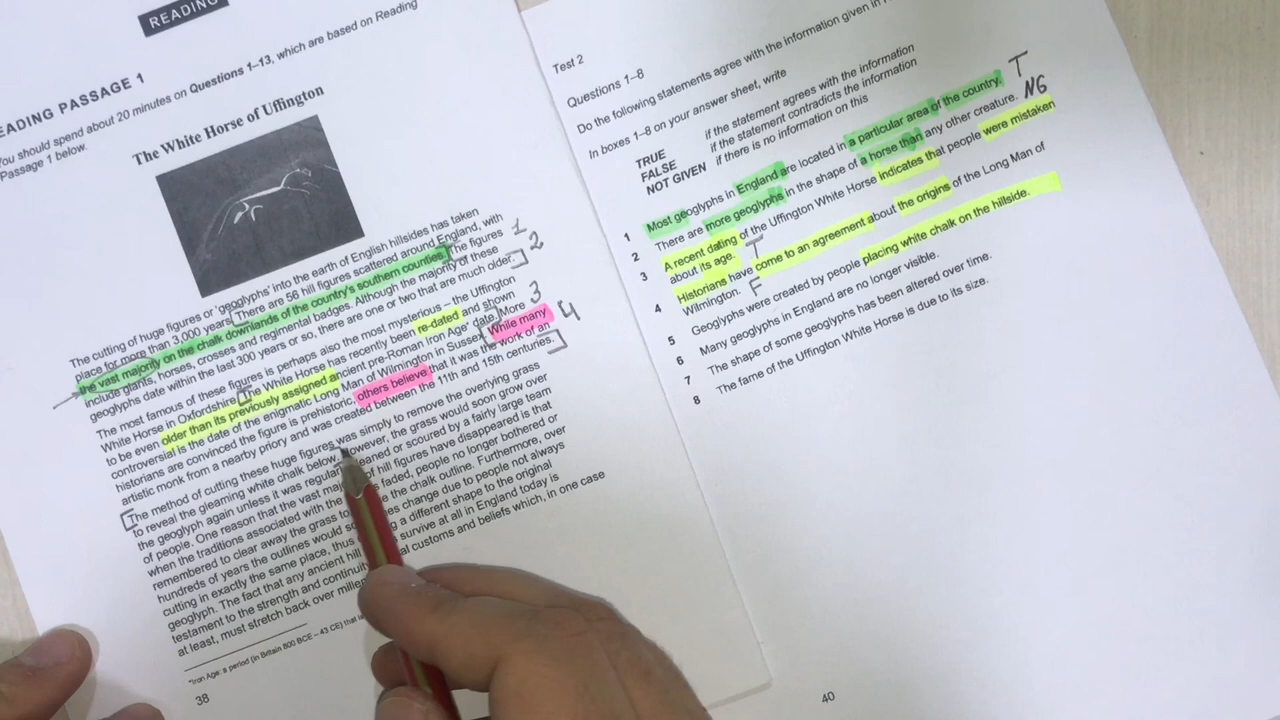 READING
EADING PASSAGE 1
You should spend about 20 minutes on Questions 1–13, which are based on Reading
Passage 1 below.
The White Horse of Uffington
The cutting of huge figures or 'geoglyphs' into the earth of English hillsides has taken
place for more than 3,000 years. There are 56 hill figures scattered around England, with
the vast majority on the chalk downlands of the country's southern counties. The figures
include giants, horses, crosses and regimental badges. Although the majority of these
geoglyphs date within the last 300 years or so, there are one or two that are much older.
The most famous of these figures is perhaps also the most mysterious – the Uffington
White Horse in Oxfordshire. The White Horse has recently been re-dated and shown
to be even older than its previously assigned ancient pre-Roman Iron Age* date. More
controversial is the date of the enigmatic Long Man of Wilmington in Sussex. While many
historians are convinced the figure is prehistoric, others believe that it was the work of an
artistic monk from a nearby priory and was created between the 11th and 15th centuries.
The method of cutting these huge figures was simply to remove the overlying grass
to reveal the gleaming white chalk below. However, the grass would soon grow over
the geoglyph again unless it was regularly cleaned or scoured by a fairly large team
of people. One reason that the vast of hill figures have disappeared is that
when the traditions associated with the faded, people no longer bothered or
remembered to clear away the grass to the chalk outline. Furthermore, over
hundreds of years the outlines would change due to people not always
cutting in exactly the same place, thus a different shape to the original
geoglyph. The fact that any ancient hill survive at all in England today is
testament to the strength and continuity customs and beliefs which, in one case
at least, must stretch back over
*Iron Age: a period (in Britain 800 BCE – 43 CE) that
38
1
2
3
4
Test 2
Questions 1–8
Do the following statements agree with the information given in
In boxes 1–8 on your answer sheet, write
TRUE if the statement agrees with the information
FALSE if the statement contradicts the information
NOT GIVEN if there is no information on this
1 Most geoglyphs in England are located in a particular area of the country. T
2 There are more geoglyphs in the shape of a horse than any other creature. NG
3 A recent dating of the Uffington White Horse indicates that people were mistaken
about its age. T
4 Historians have come to an agreement about the origins of the Long Man of
Wilmington. F
5 Geoglyphs were created by people placing white chalk on the hillside.
6 Many geoglyphs in England are no longer visible.
7 The shape of some geoglyphs has been altered over time.
8 The fame of the Uffington White Horse is due to its size.
40